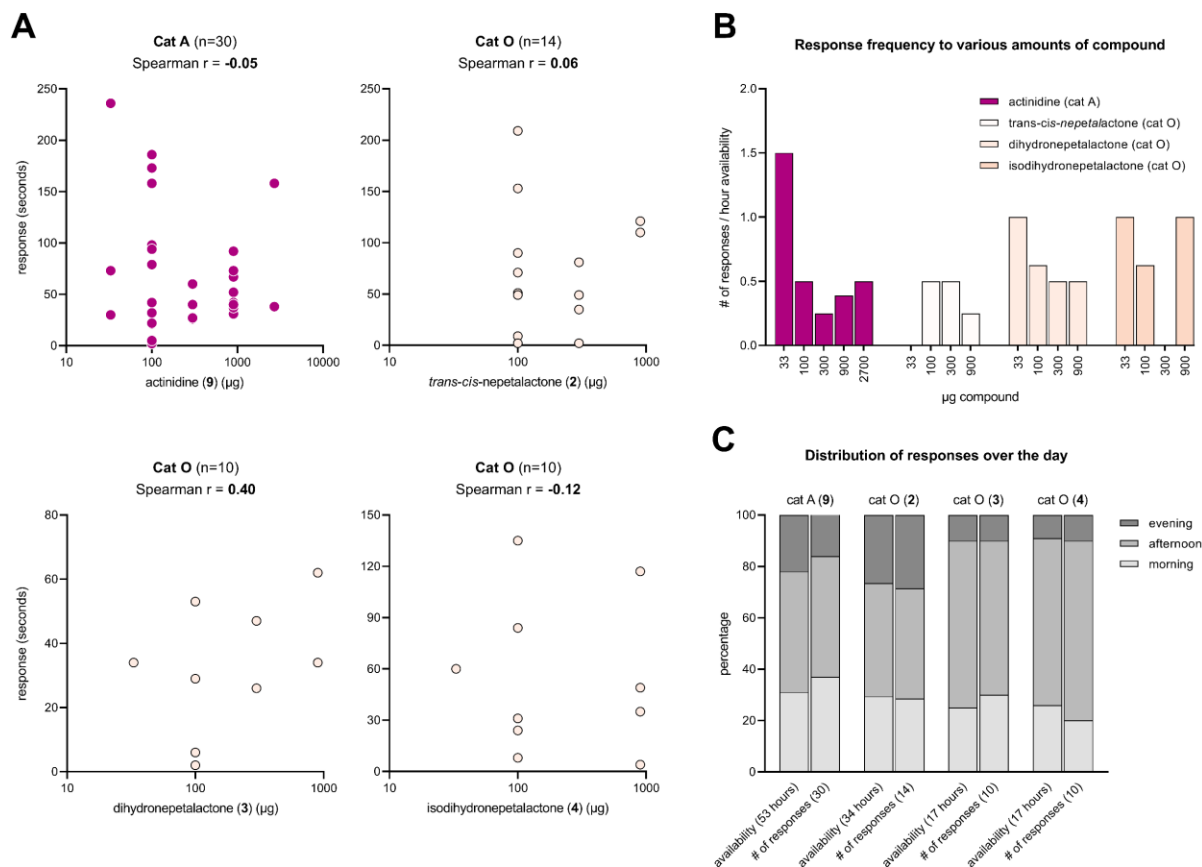 A
Cat A (n=30)
Spearman r = -0.05
250
200
150
100
50
0
response (seconds)
10
100
1000
10000
actinidine (9) (µg)
Cat O (n=14)
Spearman r = 0.06
250
200
150
100
50
0
10
100
1000
trans-cis-nepetalactone (2) (µg)
Cat O (n=10)
Spearman r = 0.40
80
60
40
20
0
response (seconds)
10
100
1000
dihydronepetalactone (3) (µg)
Cat O (n=10)
Spearman r = -0.12
150
120
90
60
30
0
10
100
1000
isodihydronepetalactone (4) (µg)
B
Response frequency to various amounts of compound
2.0
1.5
1.0
0.5
0.0
# of responses / hour availability
actinidine (cat A)
trans-cis-nepetalactone (cat O)
dihydronepetalactone (cat O)
isodihydronepetalactone (cat O)
33
100
300
900
2700
33
100
300
900
33
100
300
900
33
100
300
900
µg compound
C
Distribution of responses over the day
cat A (9)
cat O (2)
cat O (3)
cat O (4)
100
80
60
40
20
0
percentage
evening
afternoon
morning
availability (53 hours)
# of responses (30)
availability (34 hours)
# of responses (14)
availability (17 hours)
# of responses (10)
availability (17 hours)
# of responses (10)